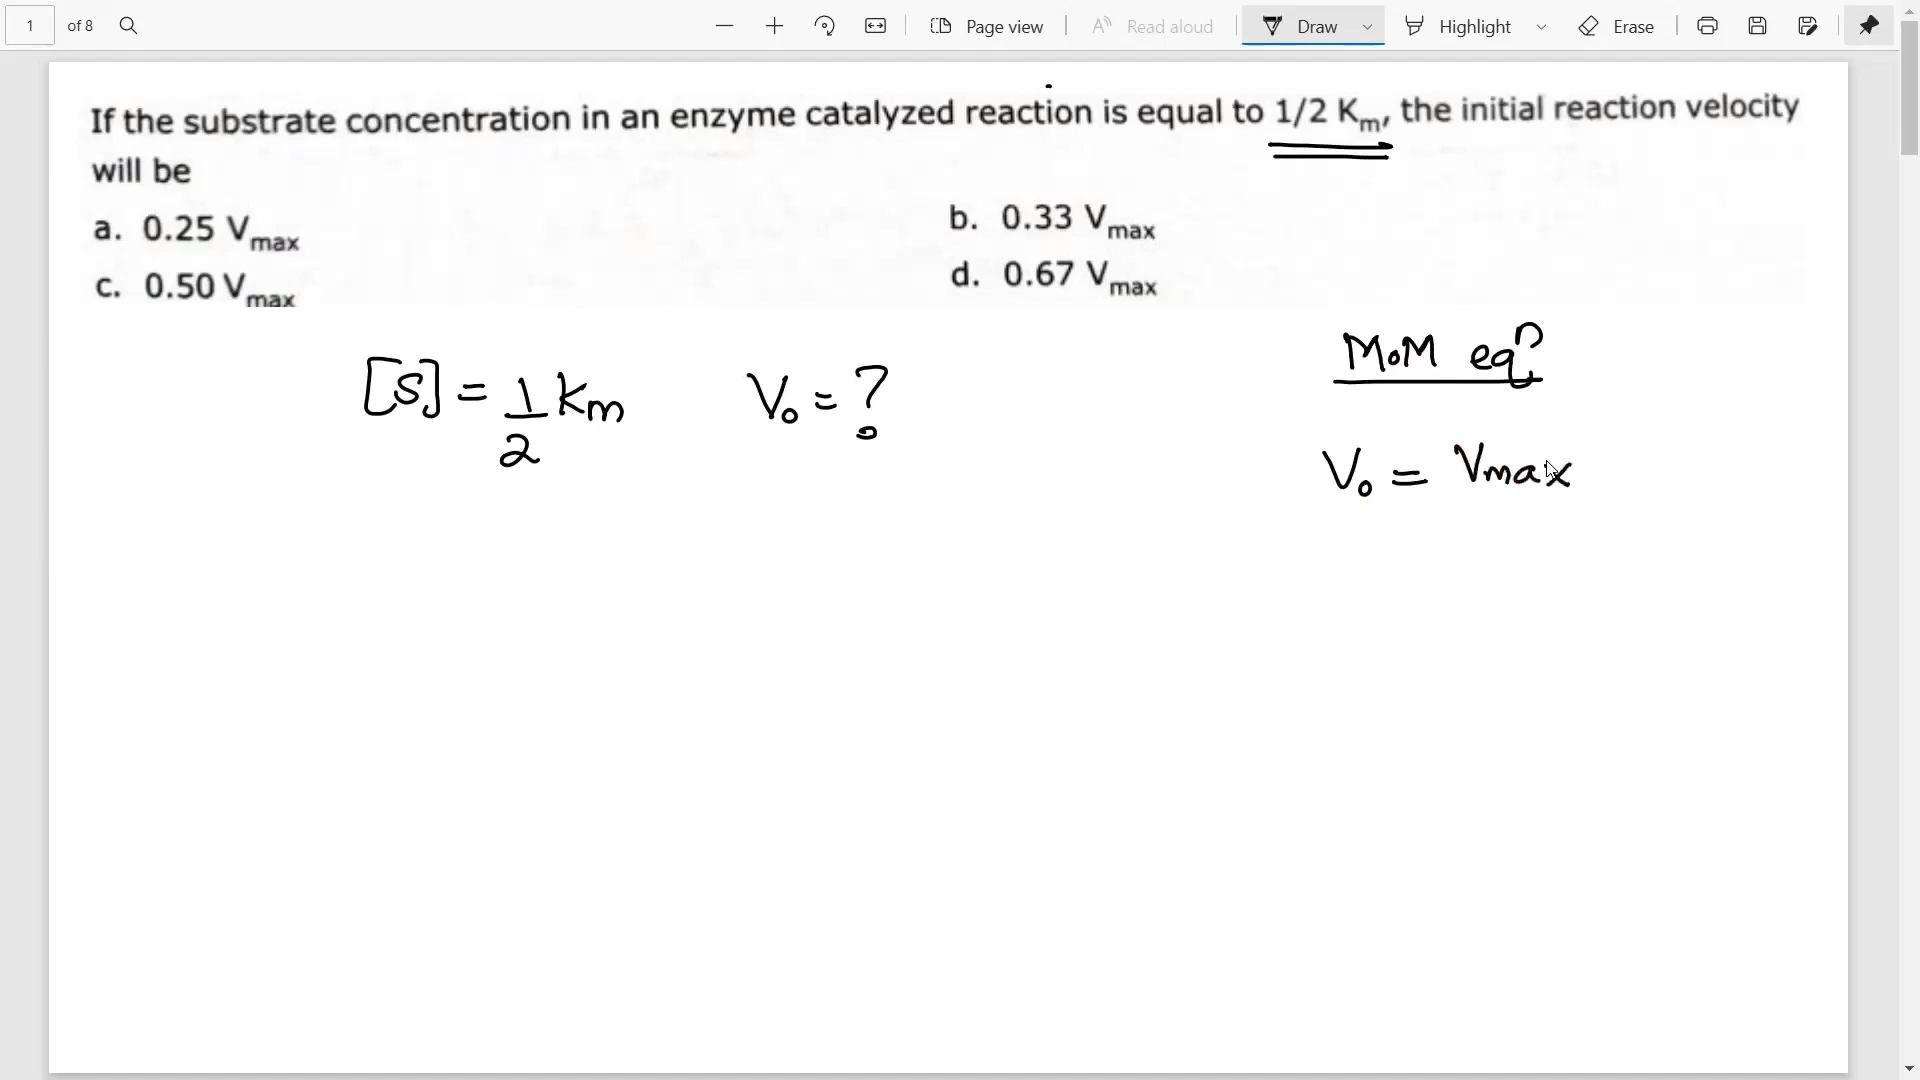 1 of 8 Page view Read aloud Draw Highlight Erase
If the substrate concentration in an enzyme catalyzed reaction is equal to 1/2 Km, the initial reaction velocity
will be
a. 0.25 Vmax b. 0.33 Vmax
c. 0.50 Vmax d. 0.67 Vmax
M.M eqn
[S] = 1/2 Km V0 = ?
V0 = Vmax